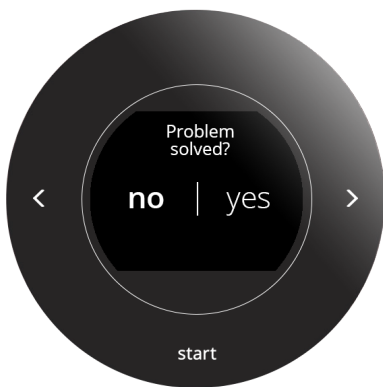 Problem
solved?
no | yes
start